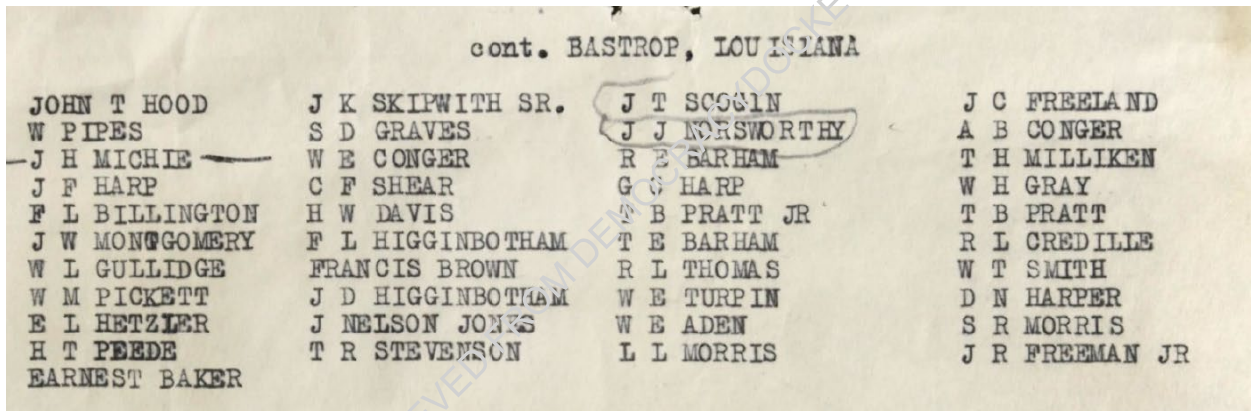 cont. BASTROP, LOUISIANA
JOHN T HOOD J K SKIPWITH SR. J T SCOGIN J C FREELAND
W PIPES S D GRAVES J J NORSWORTHY A B CONGER
J H MICHIE W E CONGER R E BARHAM T H MILLIKEN
J F HARP C F SHEAR G HARP W H GRAY
F L BILLINGTON H W DAVIS B PRATT JR T B PRATT
J W MONTGOMERY F L HIGGINBOTHAM T E BARHAM R L CREDILLE
W L GULLIDGE FRANCIS BROWN R L THOMAS W T SMITH
W M PICKETT J D HIGGINBOTHAM W E TURPIN D N HARPER
E L HETZLER J NELSON JONES W E ADEN S R MORRIS
H T PEEDE T R STEVENSON L L MORRIS J R FREEMAN JR
EARNEST BAKER